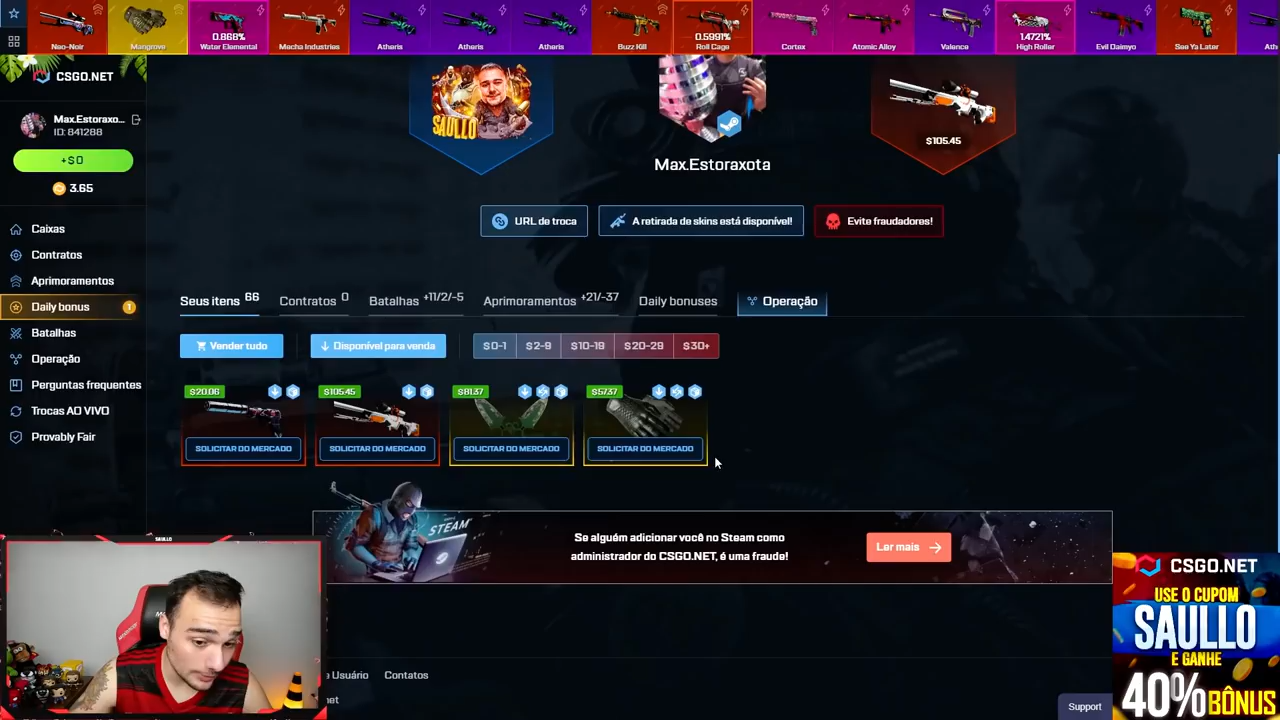 Neo-Noir
Mangrove
0.868%
Water Elemental
Mecha Industries
Atheris
Atheris
Atheris
Buzz Kill
0.5991%
Roll Cage
Cortex
Atomic Alloy
Valence
1.4721%
High Roller
Evil Daimyo
See Ya Later
Ath
CSGO.NET
Max.Estoraxo...
ID: 841288
+$0
3.65
Caixas
Contratos
Aprimoramentos
Daily bonus 1
Batalhas
Operação
Perguntas frequentes
Trocas AO VIVO
Provably Fair
SAULLO
Max.Estoraxota
$105.45
URL de troca
A retirada de skins está disponível!
Evite fraudadores!
Seus itens 66
Contratos 0
Batalhas +11/2/-5
Aprimoramentos +21/-37
Daily bonuses
Operação
Vender tudo
Disponível para venda
$0-1
$2-9
$10-19
$20-29
$30+
$20.06
$105.45
$81.37
$57.37
SOLICITAR DO MERCADO
SOLICITAR DO MERCADO
SOLICITAR DO MERCADO
SOLICITAR DO MERCADO
STEAM
Se alguém adicionar você no Steam como
administrador do CSGO.NET, é uma fraude!
Ler mais
SAULLO
e Usuário
Contatos
net
CSGO.NET
USE O CUPOM
SAULLO
E GANHE
40% BÔNUS
Support